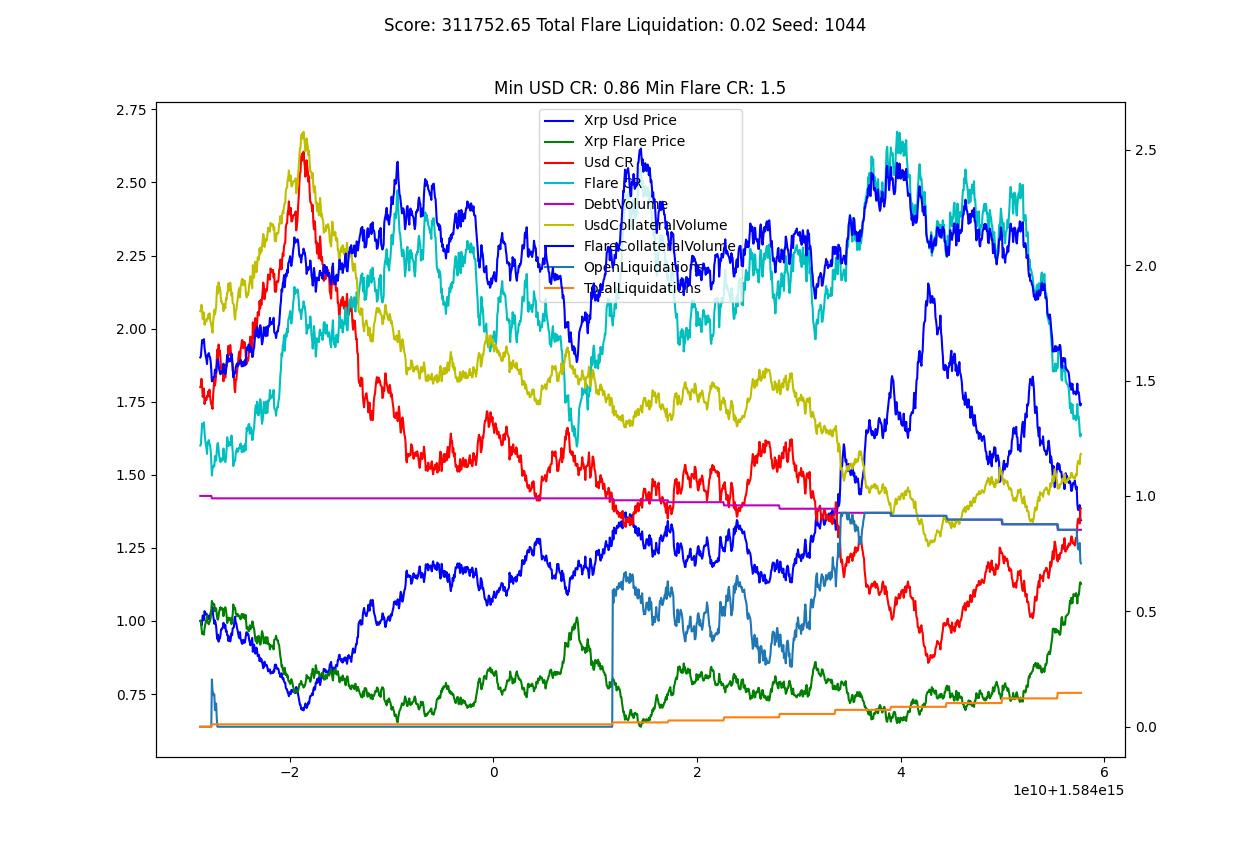 Score: 311752.65 Total Flare Liquidation: 0.02 Seed: 1044
Min USD CR: 0.86 Min Flare CR: 1.5
2.75
2.50
2.25
2.00
1.75
1.50
1.25
1.00
0.75
Xrp Usd Price
Xrp Flare Price
Usd CR
Flare CR
DebtVolume
UsdCollateralVolume
FlareCollateralVolume
OpenLiquidations
TotalLiquidations
2.5
2.0
1.5
1.0
0.5
0.0
−2 0 2 4 6
1e10+1.584e15